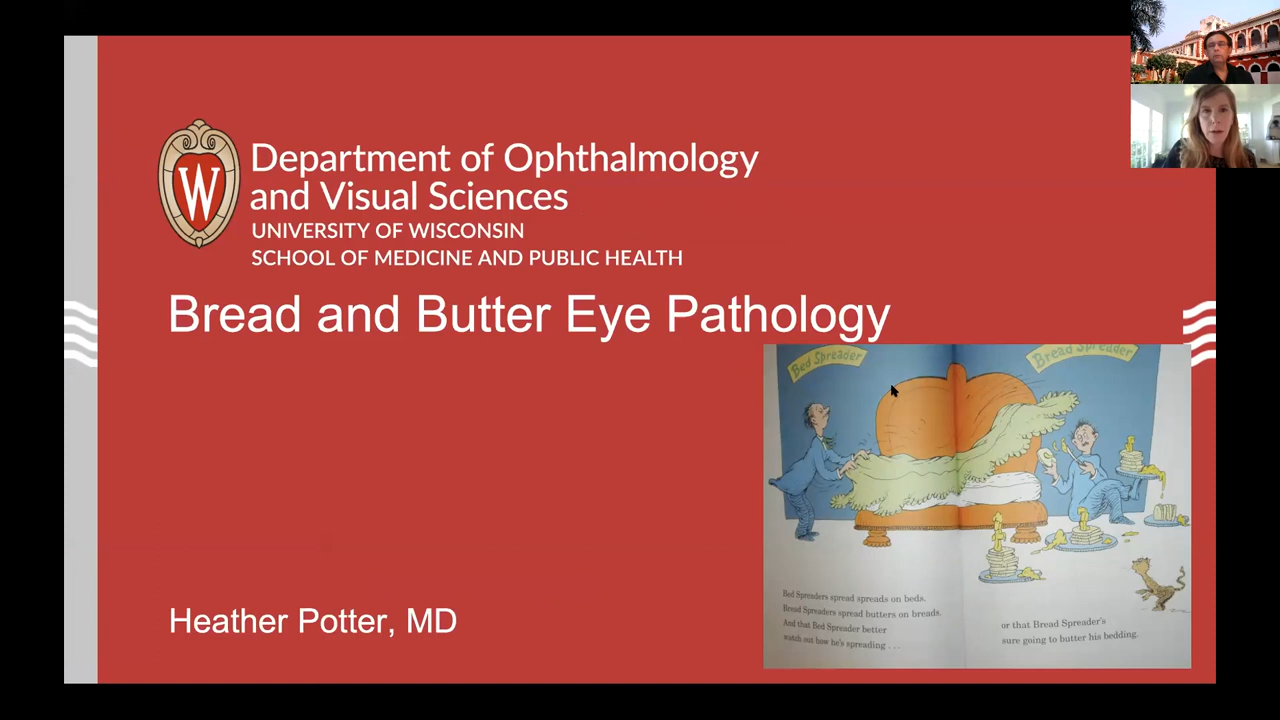 W
Department of Ophthalmology
and Visual Sciences
UNIVERSITY OF WISCONSIN
SCHOOL OF MEDICINE AND PUBLIC HEALTH
Bread and Butter Eye Pathology
Bed Spreader
Bread Spreader
Bed Spreaders spread spreads on beds.
Bread Spreaders spread butters on breads.
And that Bed Spreader better
watch out how he's spreading . . .
or that Bread Spreader's
sure going to butter his bedding.
Heather Potter, MD